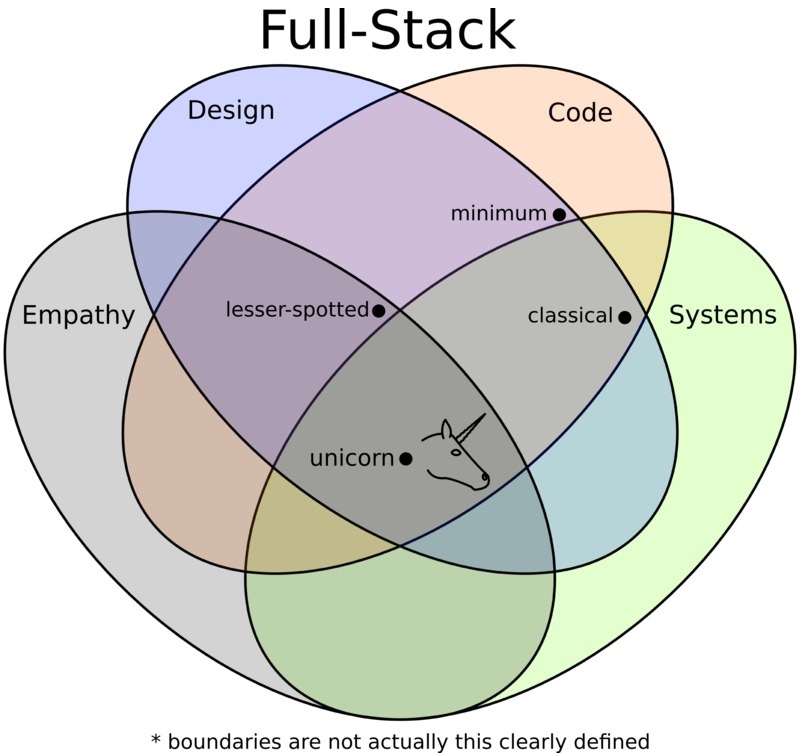 Full-Stack
Design
Code
minimum
Empathy
lesser-spotted
classical
Systems
unicorn
* boundaries are not actually this clearly defined